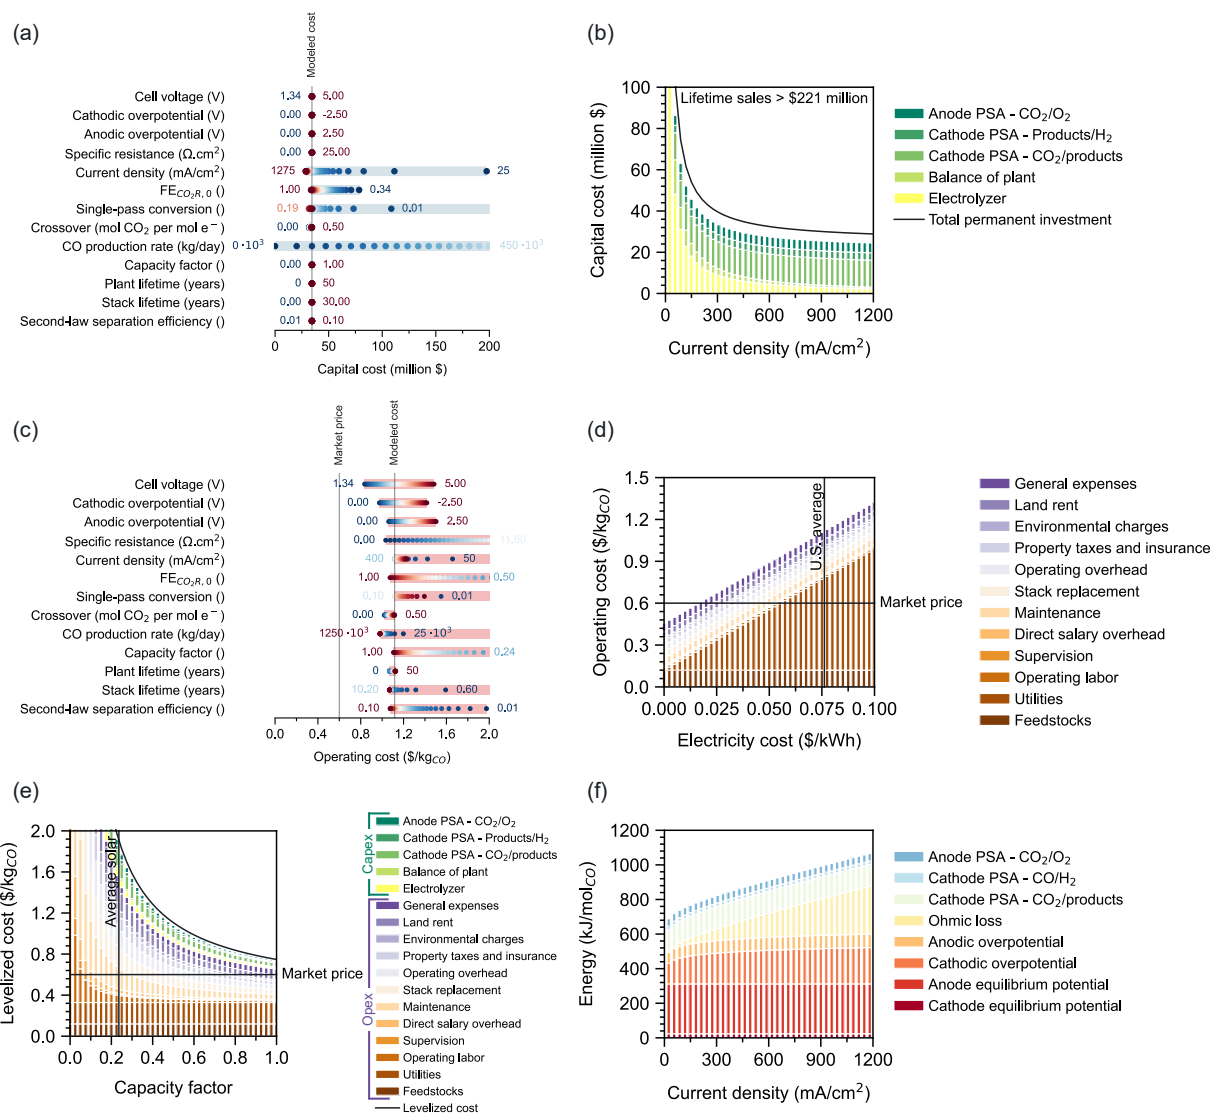 (a)
Modeled cost
Cell voltage (V)
1.34
5.00
Cathodic overpotential (V)
0.00
-2.50
Anodic overpotential (V)
0.00
2.50
Specific resistance (Ω.cm²)
0.00
25.00
Current density (mA/cm²)
1275
25
FE_{CO₂R, 0} ()
1.00
0.34
Single-pass conversion ()
0.19
0.01
Crossover (mol CO₂ per mol e⁻)
0.00
0.50
CO production rate (kg/day)
0 ·10³
450 ·10³
Capacity factor ()
0.00
1.00
Plant lifetime (years)
0
50
Stack lifetime (years)
0.00
30.00
Second-law separation efficiency ()
0.01
0.10
0 50 100 150 200
Capital cost (million $)
(b)
Lifetime sales > $221 million
100
80
60
40
20
0
Capital cost (million $)
0 300 600 900 1200
Current density (mA/cm²)
Anode PSA - CO₂/O₂
Cathode PSA - Products/H₂
Cathode PSA - CO₂/products
Balance of plant
Electrolyzer
Total permanent investment
(c)
Market price
Modeled cost
Cell voltage (V)
1.34
5.00
Cathodic overpotential (V)
0.00
-2.50
Anodic overpotential (V)
0.00
2.50
Specific resistance (Ω.cm²)
0.00
11.50
Current density (mA/cm²)
400
50
FE_{CO₂R, 0} ()
1.00
0.50
Single-pass conversion ()
0.10
0.01
Crossover (mol CO₂ per mol e⁻)
0.00
0.50
CO production rate (kg/day)
1250 ·10³
25 ·10³
Capacity factor ()
1.00
0.24
Plant lifetime (years)
0
50
Stack lifetime (years)
10.20
0.60
Second-law separation efficiency ()
0.10
0.01
0.0 0.4 0.8 1.2 1.6 2.0
Operating cost ($/kg_{CO})
(d)
1.5
1.2
0.9
0.6
0.3
0.0
Operating cost ($/kg_{CO})
U.S. average
Market price
0.000 0.025 0.050 0.075 0.100
Electricity cost ($/kWh)
General expenses
Land rent
Environmental charges
Property taxes and insurance
Operating overhead
Stack replacement
Maintenance
Direct salary overhead
Supervision
Operating labor
Utilities
Feedstocks
(e)
2.0
1.6
1.2
0.8
0.4
0.0
Levelized cost ($/kg_{CO})
Average solar
Market price
0.0 0.2 0.4 0.6 0.8 1.0
Capacity factor
Capex
Anode PSA - CO₂/O₂
Cathode PSA - Products/H₂
Cathode PSA - CO₂/products
Balance of plant
Electrolyzer
Opex
General expenses
Land rent
Environmental charges
Property taxes and insurance
Operating overhead
Stack replacement
Maintenance
Direct salary overhead
Supervision
Operating labor
Utilities
Feedstocks
Levelized cost
(f)
1200
1000
800
600
400
200
0
Energy (kJ/mol_{CO})
0 300 600 900 1200
Current density (mA/cm²)
Anode PSA - CO₂/O₂
Cathode PSA - CO/H₂
Cathode PSA - CO₂/products
Ohmic loss
Anodic overpotential
Cathodic overpotential
Anode equilibrium potential
Cathode equilibrium potential